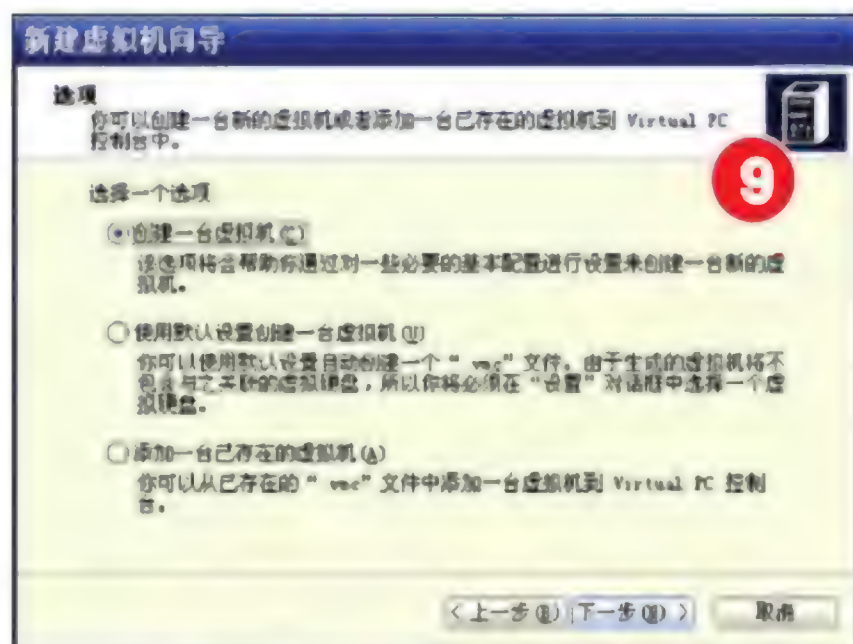 新建虚拟机向导
选项
你可以创建一台新的虚拟机或者添加一台已存在的虚拟机到 Virtual PC
控制台中。
9
选择一个选项
创建一台虚拟机(C)
该选项将会帮助你通过对一些必要的基本配置进行设置来创建一台新的虚
拟机。
使用默认设置创建一台虚拟机(U)
你可以使用默认设置自动创建一个“ vmc”文件。由于生成的虚拟机将不
包含与之关联的虚拟硬盘，所以你将必须在“设置”对话框中选择一个虚
拟硬盘。
添加一台已存在的虚拟机(A)
你可以从已存在的“ vmc”文件中添加一台虚拟机到 Virtual PC 控制
台。
< 上一步(B) 下一步(N) > 取消